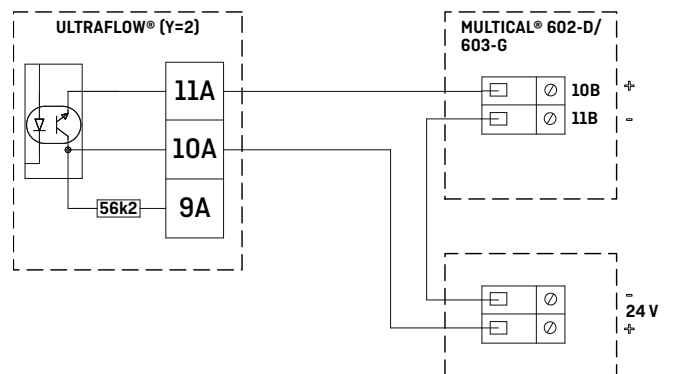 ULTRAFLOW® (Y=2)
11A
10A
9A
56k2
MULTICAL® 602-D/
603-G
10B +
11B -
-
24 V
+